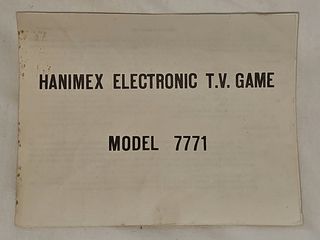 HANIMEX ELECTRONIC T.V. GAME
MODEL 7771